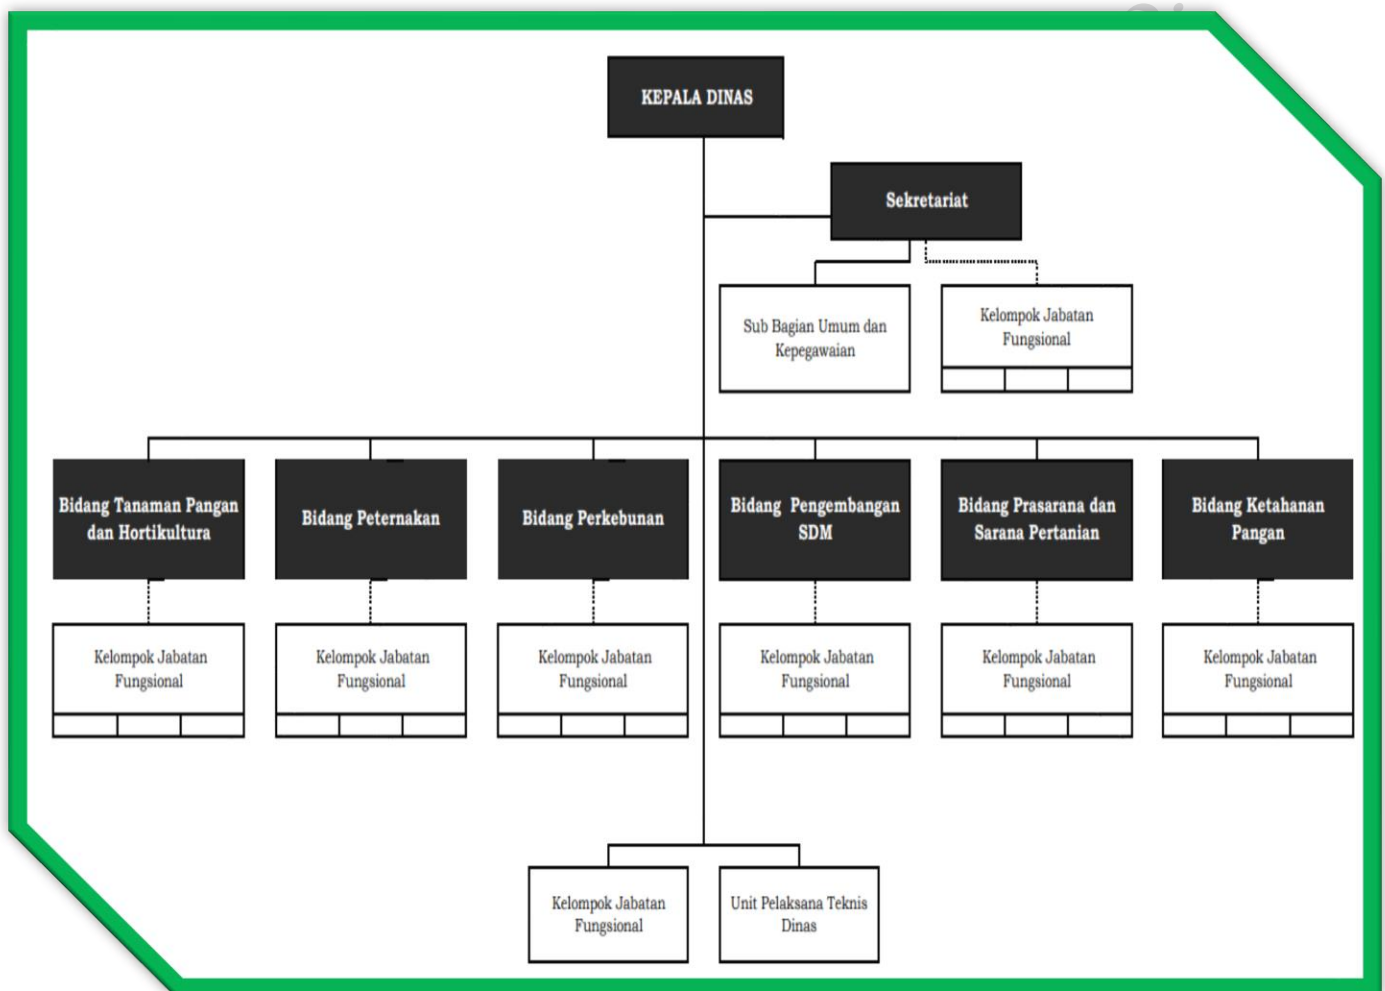 KEPALA DINAS
Sekretariat
Sub Bagian Umum dan
Kepegawaian
Kelompok Jabatan
Fungsional
Bidang Tanaman Pangan
dan Hortikultura
Bidang Peternakan
Bidang Perkebunan
Bidang Pengembangan
SDM
Bidang Prasarana dan
Sarana Pertanian
Bidang Ketahanan
Pangan
Kelompok Jabatan
Fungsional
Kelompok Jabatan
Fungsional
Kelompok Jabatan
Fungsional
Kelompok Jabatan
Fungsional
Kelompok Jabatan
Fungsional
Kelompok Jabatan
Fungsional
Kelompok Jabatan
Fungsional
Unit Pelaksana Teknis
Dinas